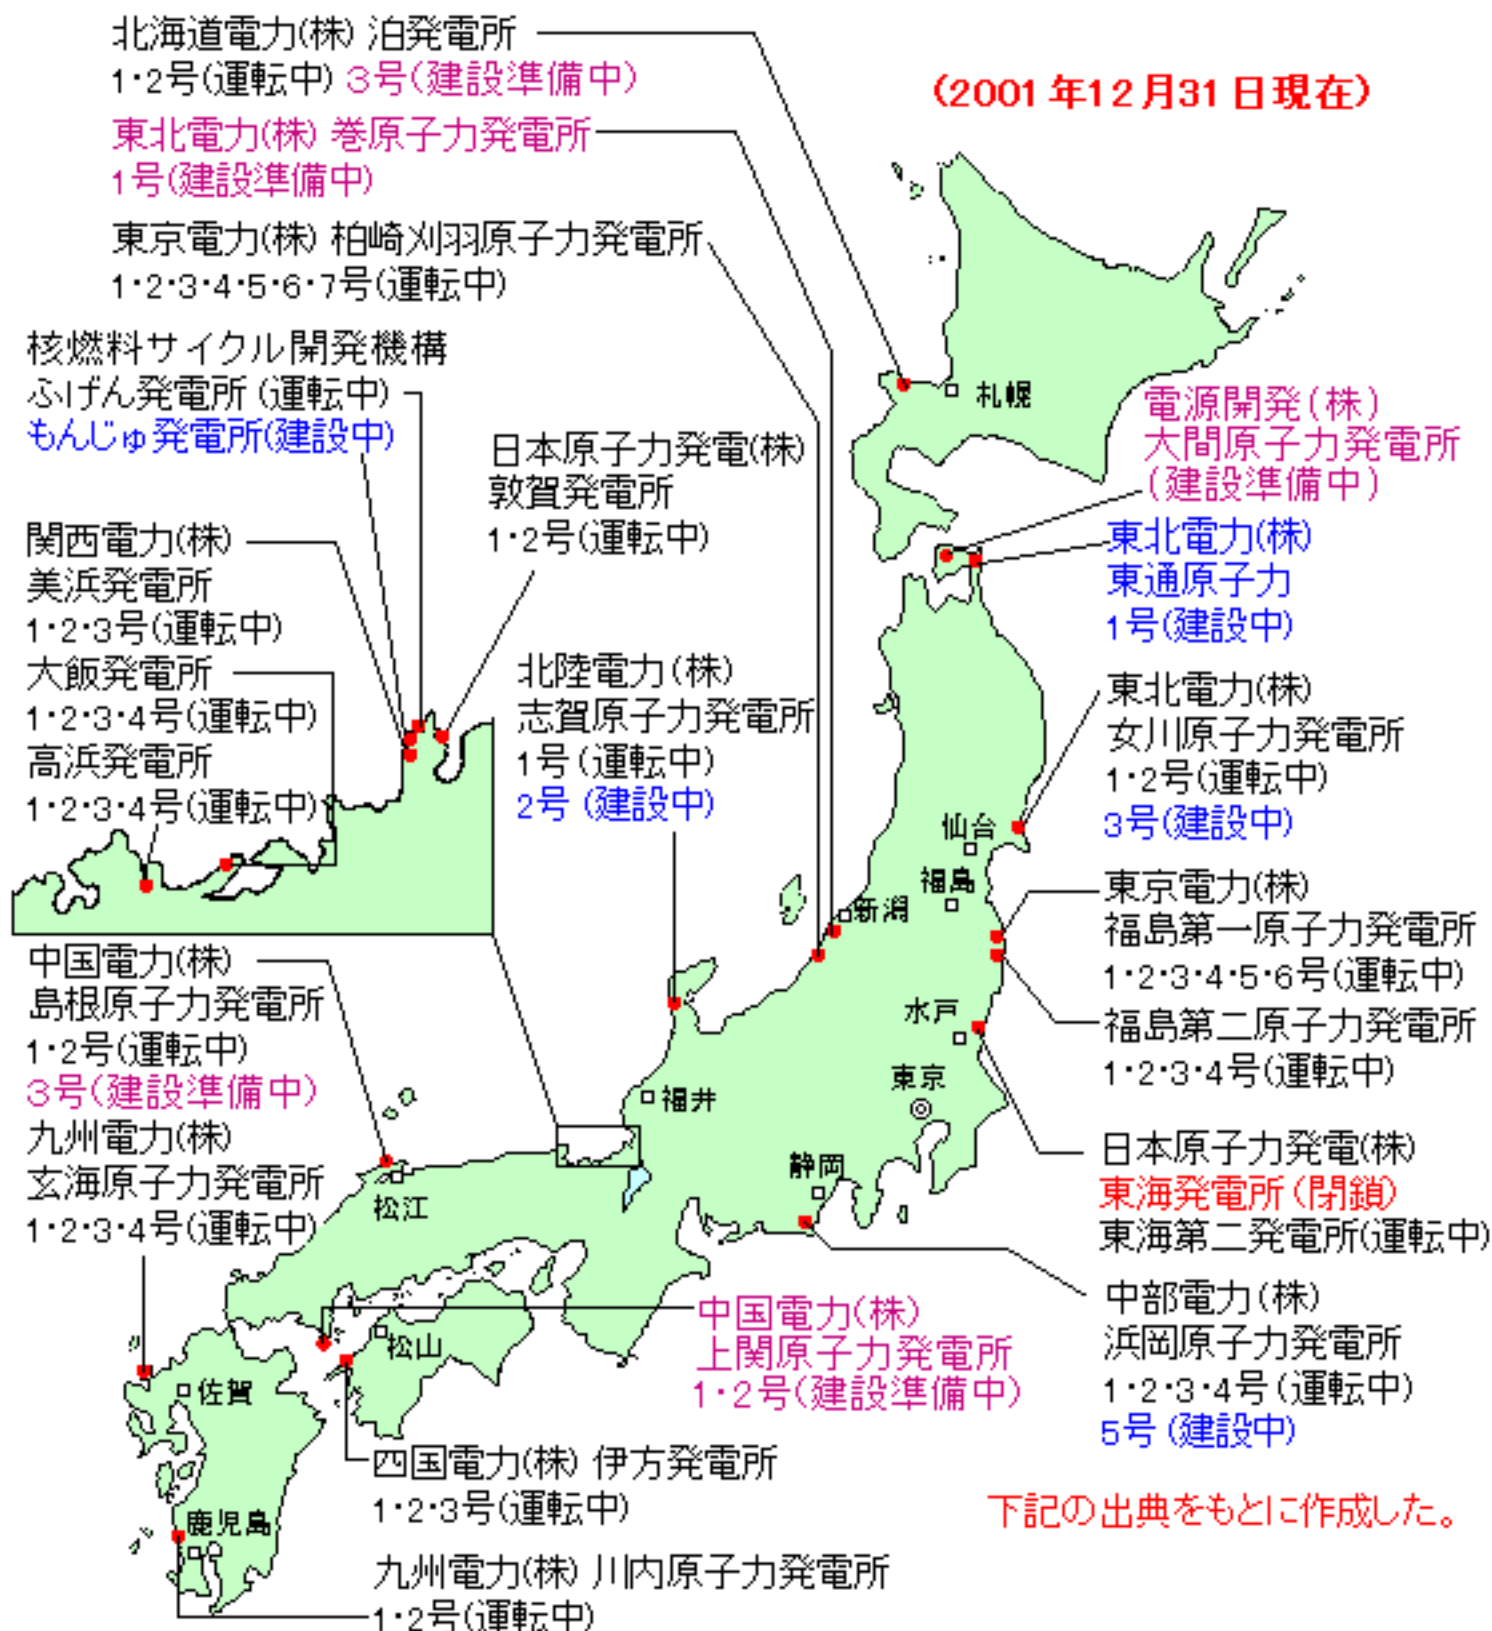 北海道電力(株) 泊発電所
1・2号(運転中) 3号(建設準備中)
(2001年12月31日現在)
東北電力(株) 巻原子力発電所
1号(建設準備中)
東京電力(株) 柏崎刈羽原子力発電所
1・2・3・4・5・6・7号(運転中)
核燃料サイクル開発機構
ふげん発電所(運転中)
もんじゅ発電所(建設中)
日本原子力発電(株)
敦賀発電所
1・2号(運転中)
札幌
電源開発(株)
大間原子力発電所
(建設準備中)
関西電力(株)
美浜発電所
1・2・3号(運転中)
大飯発電所
1・2・3・4号(運転中)
高浜発電所
1・2・3・4号(運転中)
北陸電力(株)
志賀原子力発電所
1号(運転中)
2号(建設中)
東北電力(株)
東通原子力
1号(建設中)
東北電力(株)
女川原子力発電所
1・2号(運転中)
3号(建設中)
仙台
福島
新潟
東京電力(株)
福島第一原子力発電所
1・2・3・4・5・6号(運転中)
福島第二原子力発電所
1・2・3・4号(運転中)
水戸
東京
福井
静岡
中国電力(株)
島根原子力発電所
1・2号(運転中)
3号(建設準備中)
九州電力(株)
玄海原子力発電所
1・2・3・4号(運転中)
松江
日本原子力発電(株)
東海発電所(閉鎖)
東海第二発電所(運転中)
中部電力(株)
浜岡原子力発電所
1・2・3・4号(運転中)
5号(建設中)
中国電力(株)
上関原子力発電所
1・2号(建設準備中)
松山
佐賀
四国電力(株) 伊方発電所
1・2・3号(運転中)
鹿児島
九州電力(株) 川内原子力発電所
1・2号(運転中)
下記の出典をもとに作成した。